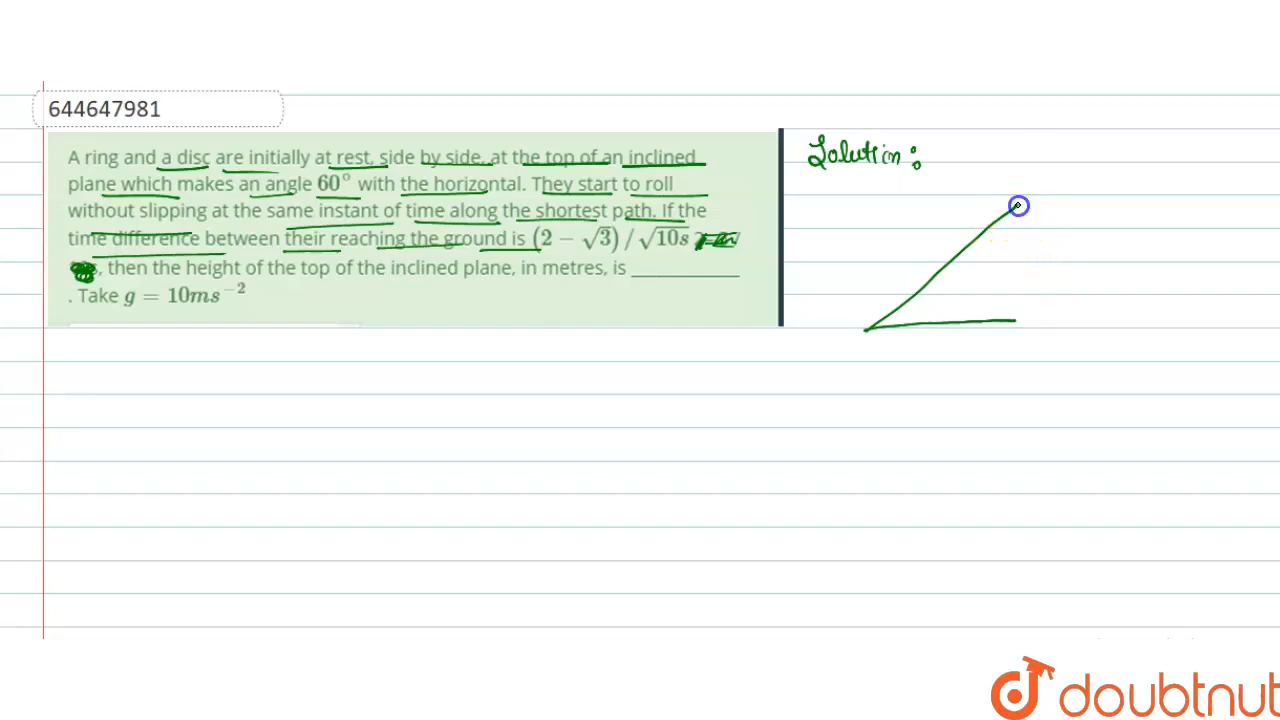 644647981
A ring and a disc are initially at rest, side by side, at the top of an inclined
plane which makes an angle 60° with the horizontal. They start to roll
without slipping at the same instant of time along the shortest path. If the
time difference between their reaching the ground is (2 − √3) / √10s
, then the height of the top of the inclined plane, in metres, is ____________
. Take g = 10ms⁻²
Solution :
doubtnut